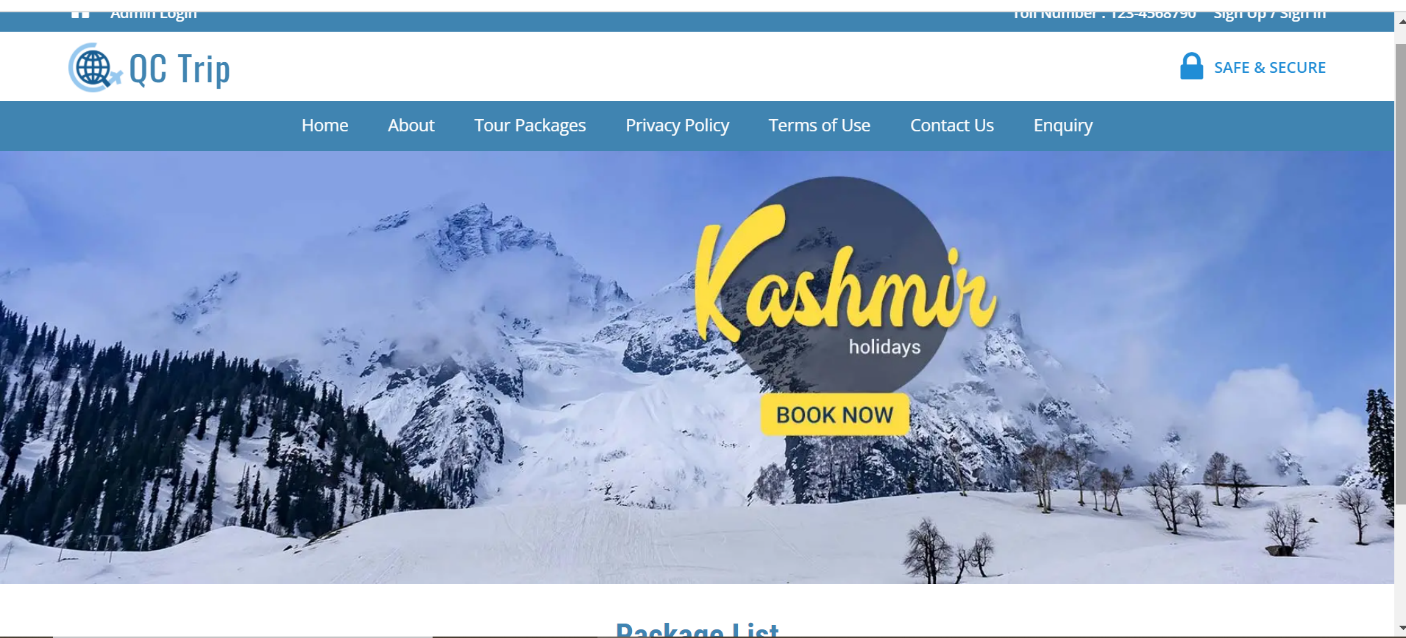 Admin Login
Toll Number : 123-4568790 Sign Up / Sign In
QC Trip
SAFE & SECURE
Home About Tour Packages Privacy Policy Terms of Use Contact Us Enquiry
Kashmir
holidays
BOOK NOW
Package List